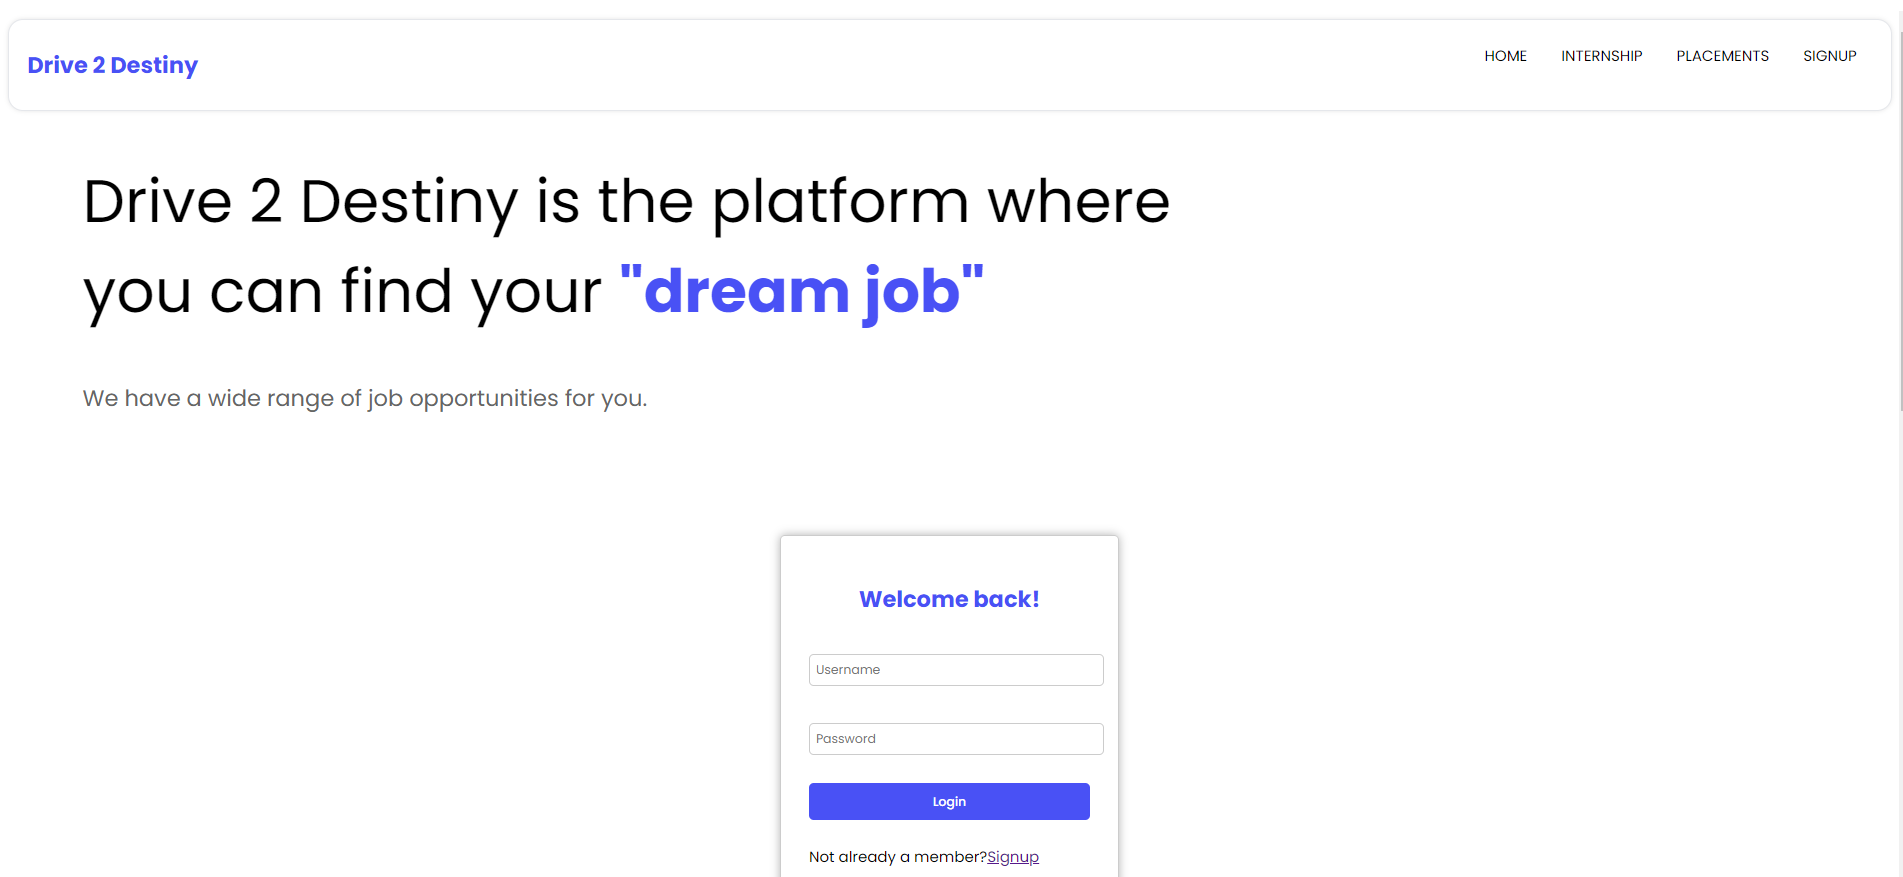 Drive 2 Destiny
HOME INTERNSHIP PLACEMENTS SIGNUP
Drive 2 Destiny is the platform where
you can find your "dream job"
We have a wide range of job opportunities for you.
Welcome back!
Username
Password
Login
Not already a member?Signup